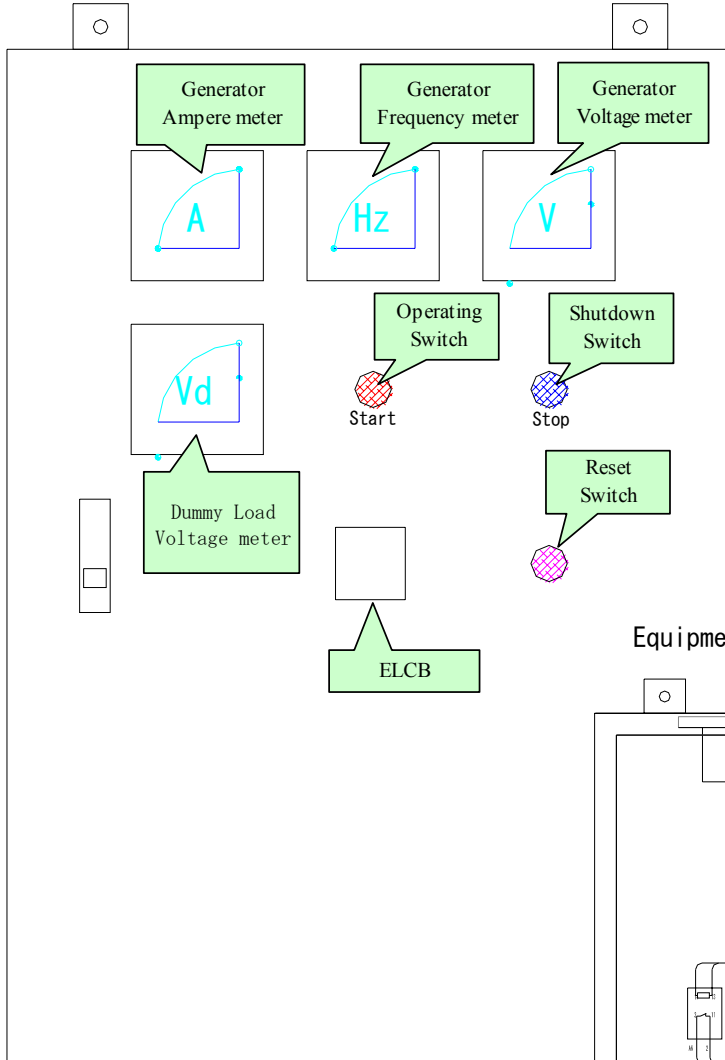 Generator
Ampere meter
Generator
Frequency meter
Generator
Voltage meter
A
Hz
V
Operating
Switch
Shutdown
Switch
Vd
Start
Stop
Reset
Switch
Dummy Load
Voltage meter
ELCB
Equipme